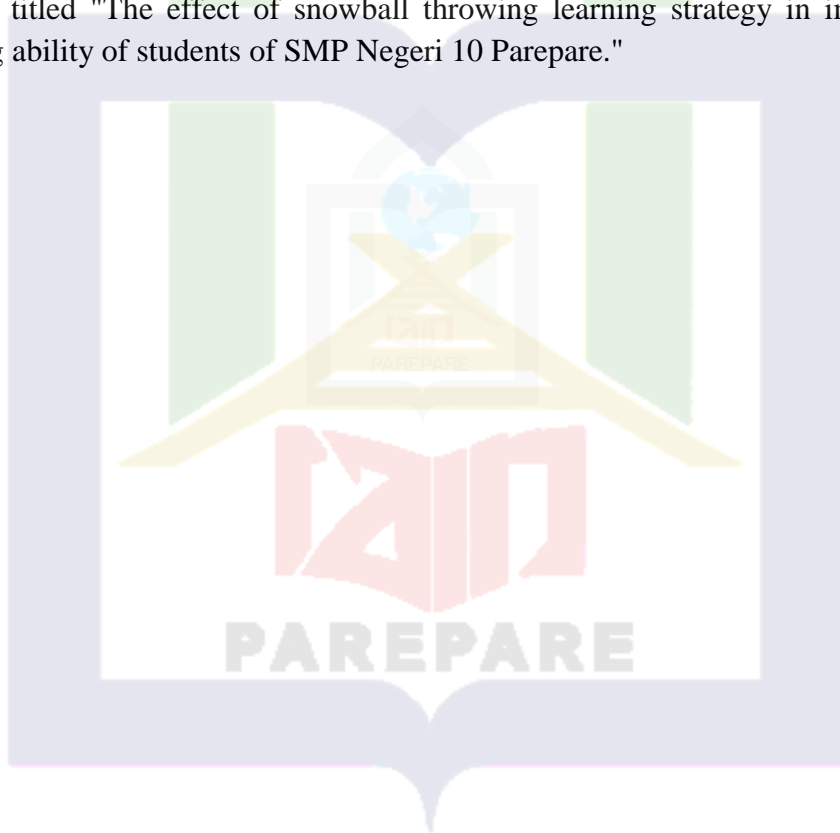 titled "The effect of snowball throwing learning strategy in
ability of students of SMP Negeri 10 Parepare."
PAREPARE
PAREPARE